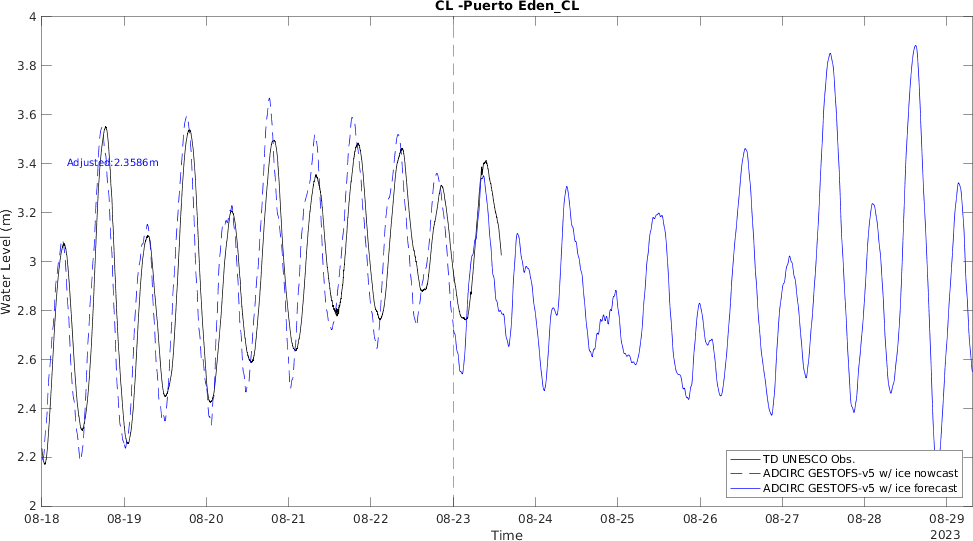 CL -Puerto Eden_CL
Water Level (m)
4
3.8
3.6
3.4
3.2
3
2.8
2.6
2.4
2.2
2
Adjusted:2.3586m
TD UNESCO Obs.
ADCIRC GESTOFS-v5 w/ ice nowcast
ADCIRC GESTOFS-v5 w/ ice forecast
08-18 08-19 08-20 08-21 08-22 08-23 08-24 08-25 08-26 08-27 08-28 08-29
2023
Time